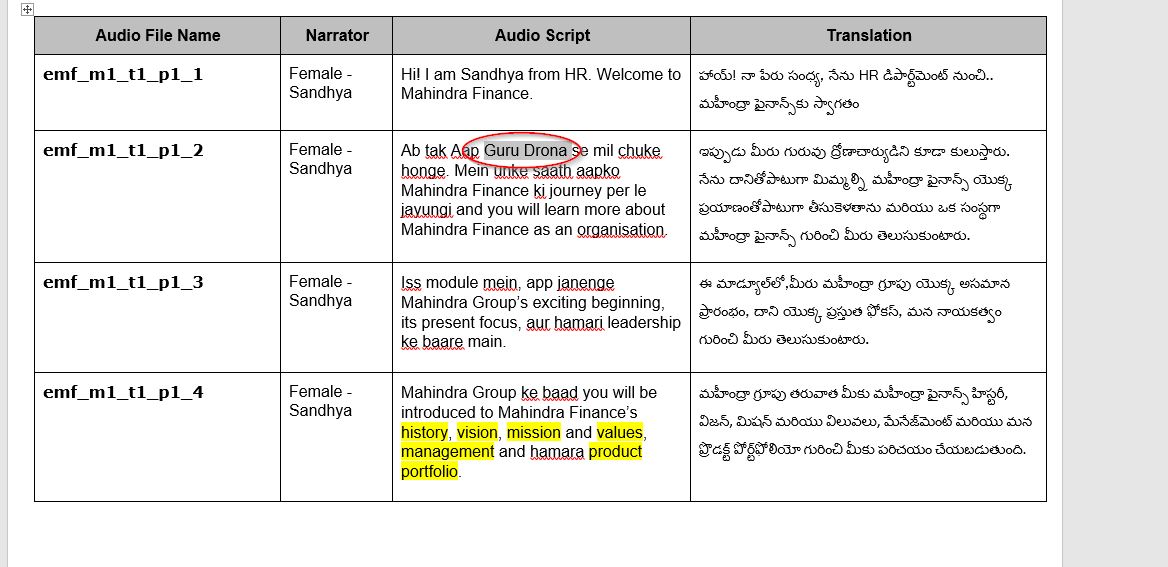 Audio File Name Narrator Audio Script Translation
emf_m1_t1_p1_1
Female -
Sandhya
Hi! I am Sandhya from HR. Welcome to
Mahindra Finance.
హాయ్! నా పేరు సంధ్య, నేను HR డిపార్ట్‌మెంట్ నుంచి..
మహీంద్రా ఫైనాన్స్‌కు స్వాగతం
emf_m1_t1_p1_2
Female -
Sandhya
Ab tak Aap Guru Drona se mil chuke
honge. Mein unke saath aapko
Mahindra Finance ki journey per le
jayungi and you will learn more about
Mahindra Finance as an organisation.
ఇప్పుడు మీరు గురువు ద్రోణాచార్యుడిని కూడా కులుస్తారు.
నేను దానితోపాటుగా మిమ్మల్ని మహీంద్రా ఫైనాన్స్ యొక్క
ప్రయాణంతోపాటుగా తీసుకెళతాను మరియు ఒక సంస్థగా
మహీంద్రా ఫైనాన్స్ గురించి మీరు తెలుసుకుంటారు.
emf_m1_t1_p1_3
Female -
Sandhya
Iss module mein, app janenge
Mahindra Group's exciting beginning,
its present focus, aur hamari leadership
ke baare main.
ఈ మాడ్యూల్‌లో,మీరు మహీంద్రా గ్రూపు యొక్క అసమాన
ప్రారంభం, దాని యొక్క ప్రస్తుత ఫోకస్, మన నాయకత్వం
గురించి మీరు తెలుసుకుంటారు.
emf_m1_t1_p1_4
Female -
Sandhya
Mahindra Group ke baad you will be
introduced to Mahindra Finance's
history, vision, mission and values,
management and hamara product
portfolio.
మహీంద్రా గ్రూపు తరువాత మీకు మహీంద్రా ఫైనాన్స్ హిస్టరీ,
విజన్, మిషన్ మరియు విలువలు, మేనేజ్‌మెంట్ మరియు మన
ప్రొడక్ట్ పోర్ట్‌ఫోలియో గురించి మీకు పరిచయం చేయబడుతుంది.